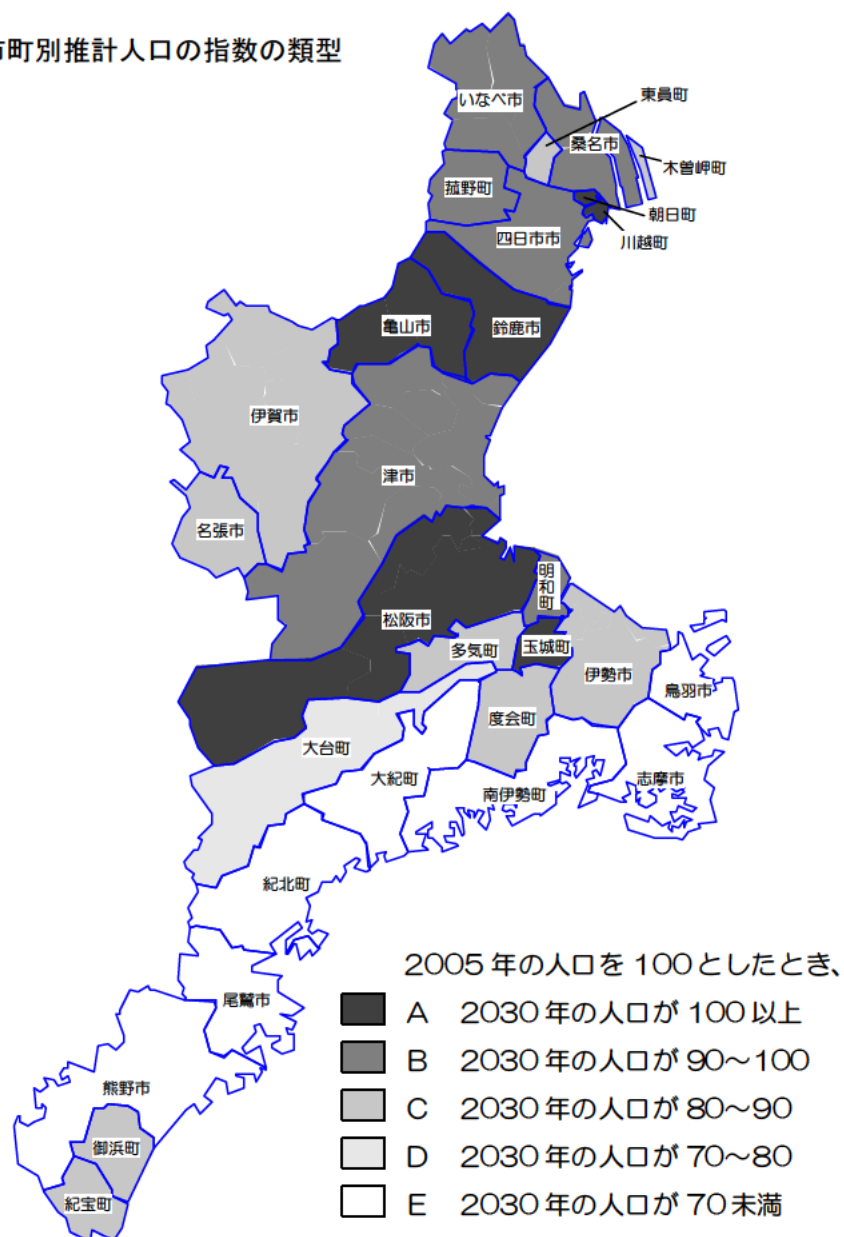 市町別推計人口の指数の類型
いなべ市
東員町
桑名市
木曽岬町
菰野町
朝日町
四日市市
川越町
亀山市
鈴鹿市
伊賀市
津市
名張市
明和町
松阪市
多気町
玉城町
伊勢市
鳥羽市
度会町
大台町
大紀町
志摩市
南伊勢町
紀北町
尾鷲市
熊野市
御浜町
紀宝町
2005年の人口を100としたとき、
A 2030年の人口が100以上
B 2030年の人口が90～100
C 2030年の人口が80～90
D 2030年の人口が70～80
E 2030年の人口が70未満